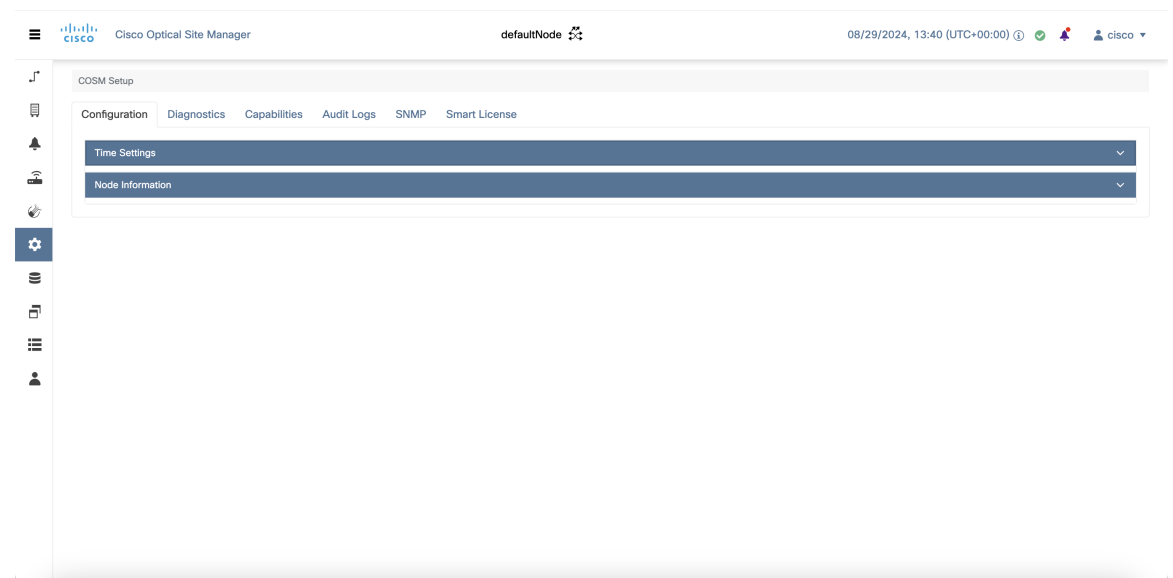 CISCO Cisco Optical Site Manager defaultNode 08/29/2024, 13:40 (UTC+00:00) cisco
COSM Setup
Configuration Diagnostics Capabilities Audit Logs SNMP Smart License
Time Settings
Node Information